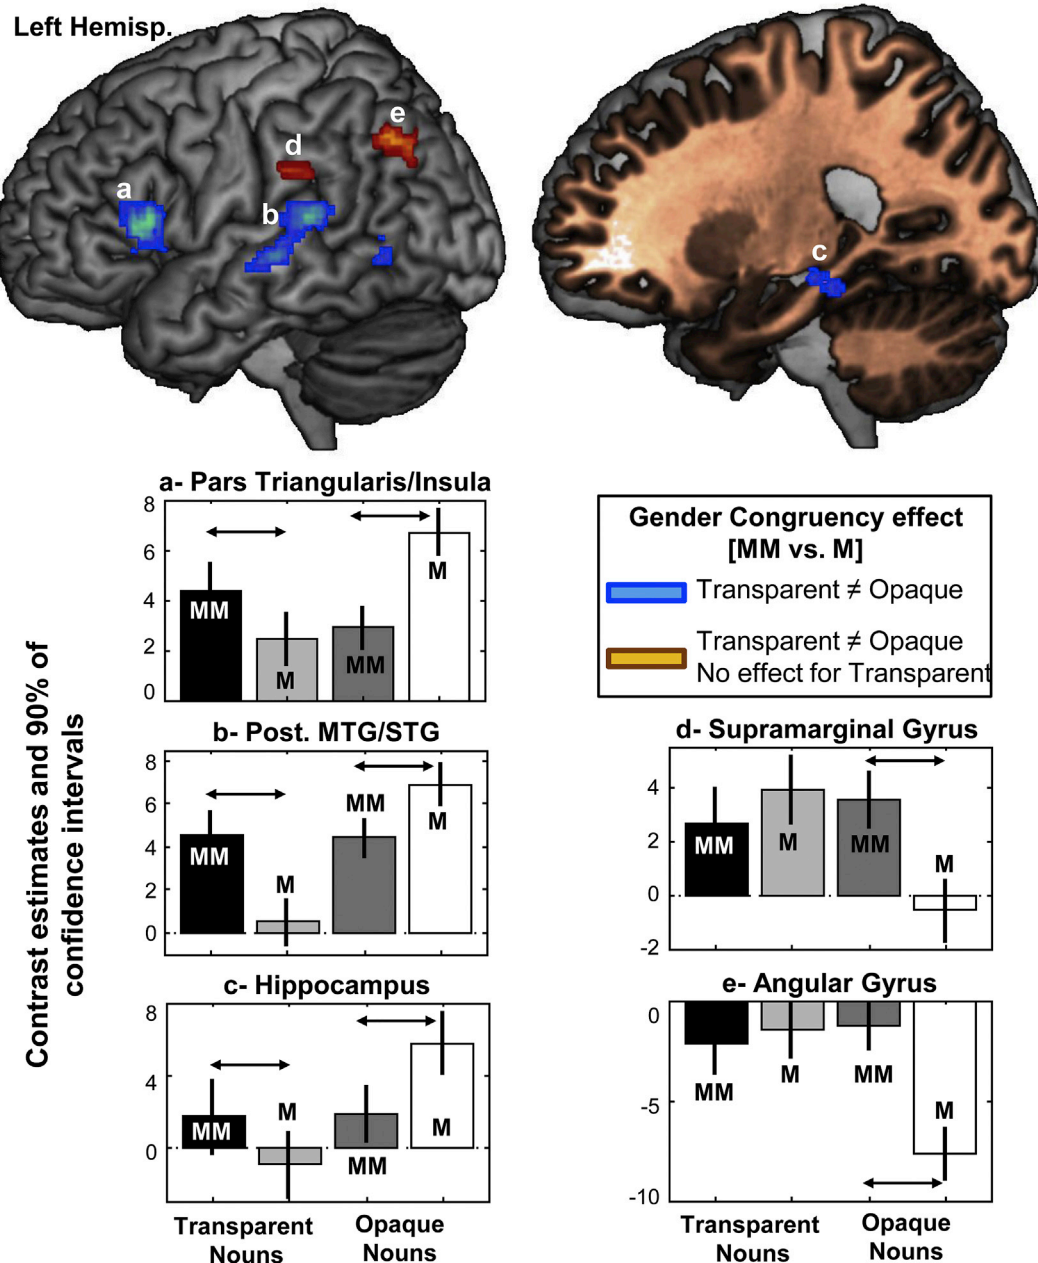 Left Hemisp.
a
b
d
e
c
a- Pars Triangularis/Insula
8
6
4
2
0
MM
M
MM
M
b- Post. MTG/STG
8
6
4
2
0
MM
M
MM
M
c- Hippocampus
8
4
0
MM
M
MM
M
Transparent
Nouns
Opaque
Nouns
Contrast estimates and 90% of
confidence intervals
Gender Congruency effect
[MM vs. M]
Transparent ≠ Opaque
Transparent ≠ Opaque
No effect for Transparent
d- Supramarginal Gyrus
4
2
0
-2
MM
M
MM
M
e- Angular Gyrus
0
-5
-10
MM
M
MM
M
Transparent
Nouns
Opaque
Nouns